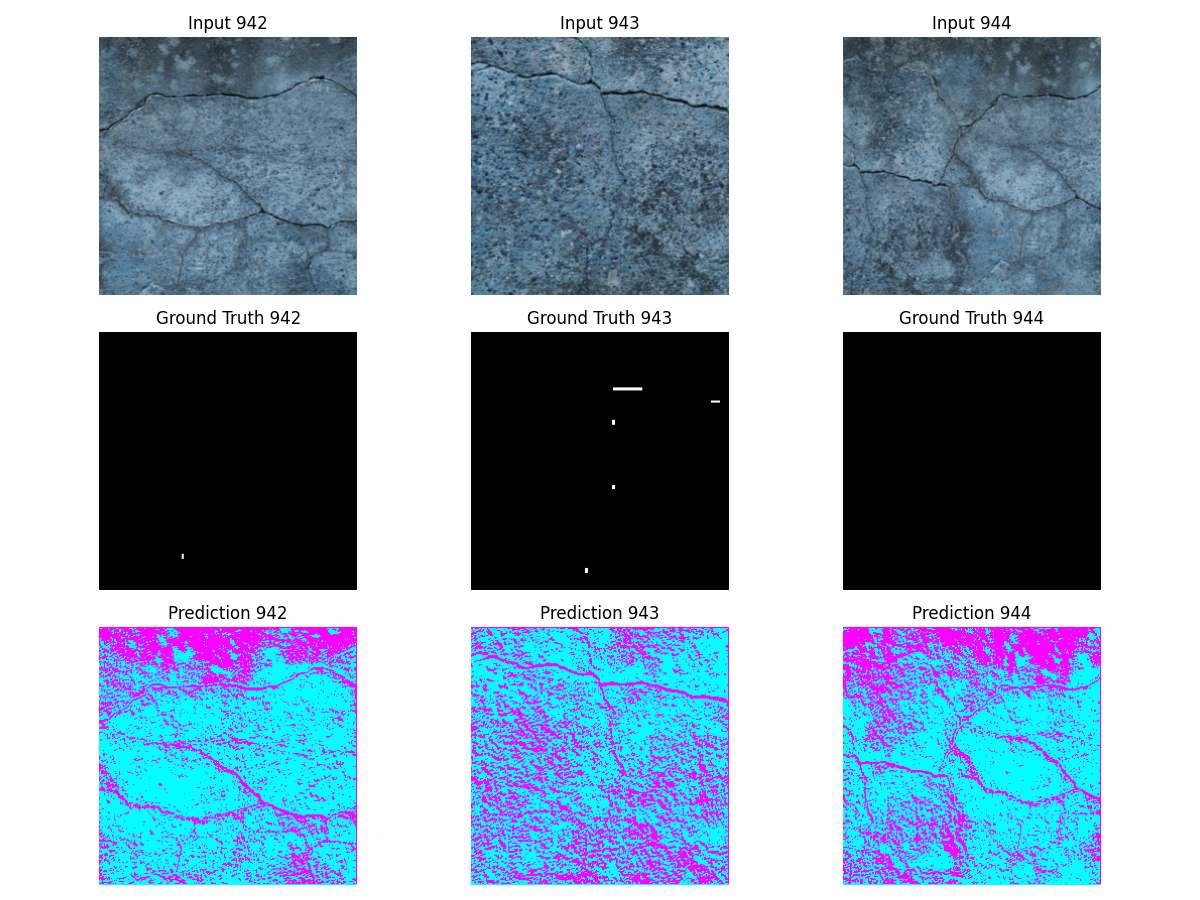 Input 942
Input 943
Input 944
Ground Truth 942
Ground Truth 943
Ground Truth 944
Prediction 942
Prediction 943
Prediction 944